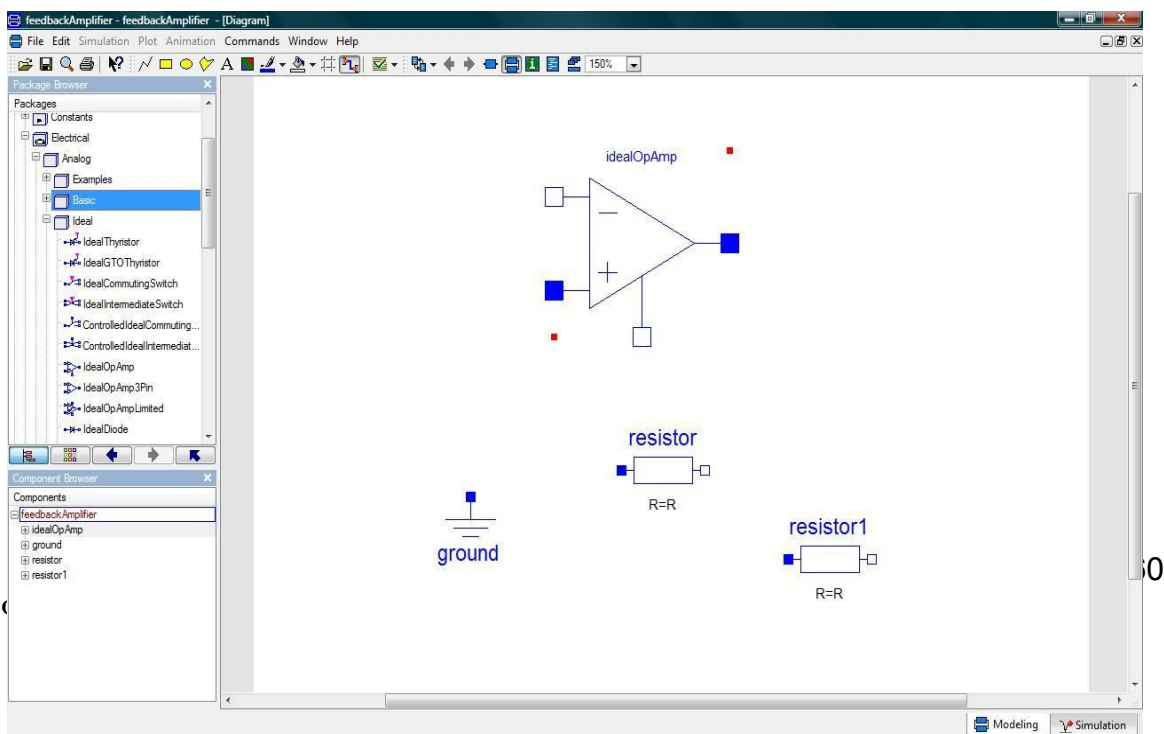 feedbackAmplifier - feedbackAmplifier - [Diagram]
File Edit Simulation Plot Animation Commands Window Help
A 150%
Package Browser
Packages
Constants
Electrical
Analog
Examples
Basic
Ideal
IdealThyristor
IdealGTOThyristor
IdealCommutingSwitch
IdealIntermediateSwitch
ControlledIdealCommuting...
ControlledIdealIntermediat...
IdealOpAmp
IdealOpAmp3Pin
IdealOpAmpLimited
IdealDiode
Component Browser
Components
feedbackAmplifier
idealOpAmp
ground
resistor
resistor1
idealOpAmp
resistor
R=R
ground
resistor1
R=R
Modeling Simulation